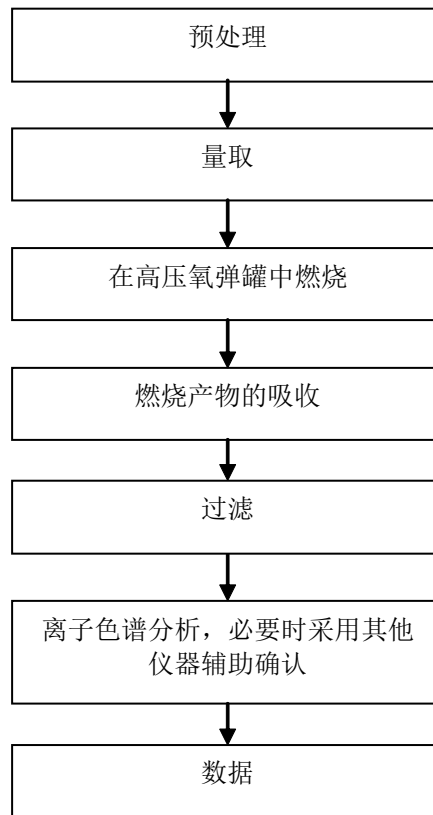 预处理
量取
在高压氧弹罐中燃烧
燃烧产物的吸收
过滤
离子色谱分析，必要时采用其他
仪器辅助确认
数据